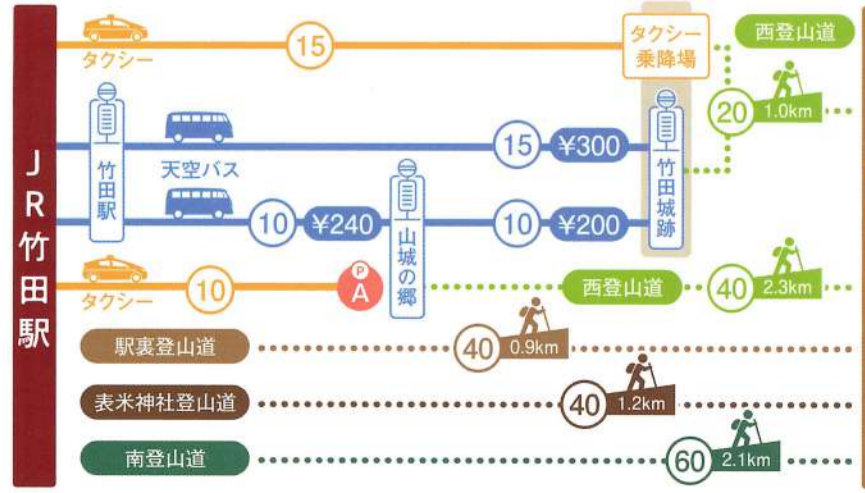 JR竹田駅
タクシー
15
タクシー
乗降場
西登山道
20
1.0km
竹田駅
天空バス
15
¥300
竹田城跡
10
¥240
山城の郷
10
¥200
タクシー
10
P
A
西登山道
40
2.3km
駅裏登山道
40
0.9km
表米神社登山道
40
1.2km
南登山道
60
2.1km